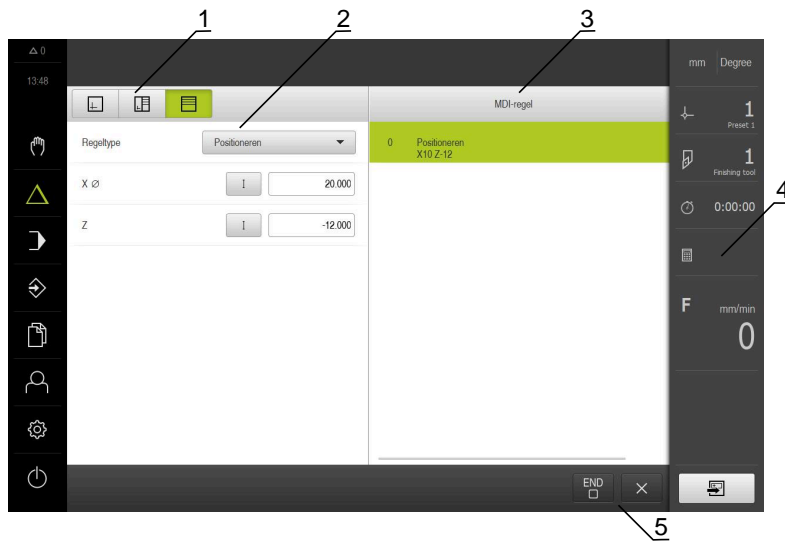 1 2 3
△ 0
13:48
mm Degree
MDI-regel
1
Preset 1
Regeltype Positioneren
0 Positioneren
X10 Z-12
1
Finishing tool
X ∅ I 20.000
4
0:00:00
Z I -12.000
F mm/min
0
END
5